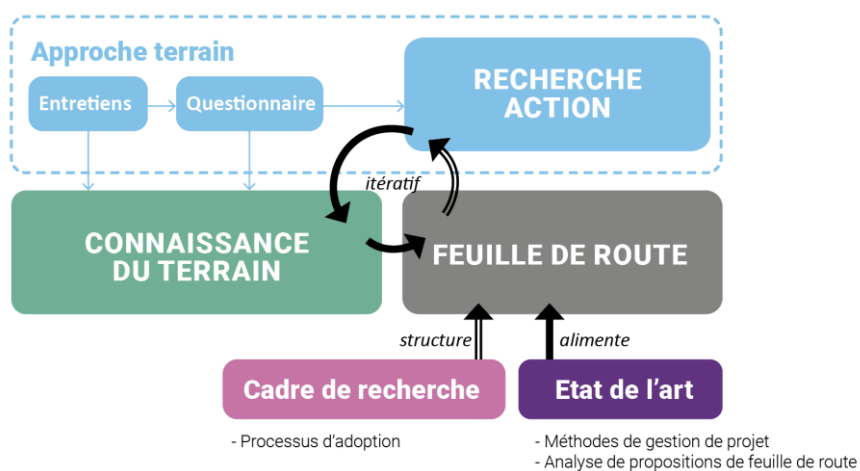 Approche terrain
Entretiens
Questionnaire
RECHERCHE
ACTION
itératif
CONNAISSANCE
DU TERRAIN
FEUILLE DE ROUTE
structure
alimente
Cadre de recherche
Etat de l’art
- Processus d’adoption
- Méthodes de gestion de projet
- Analyse de propositions de feuille de route